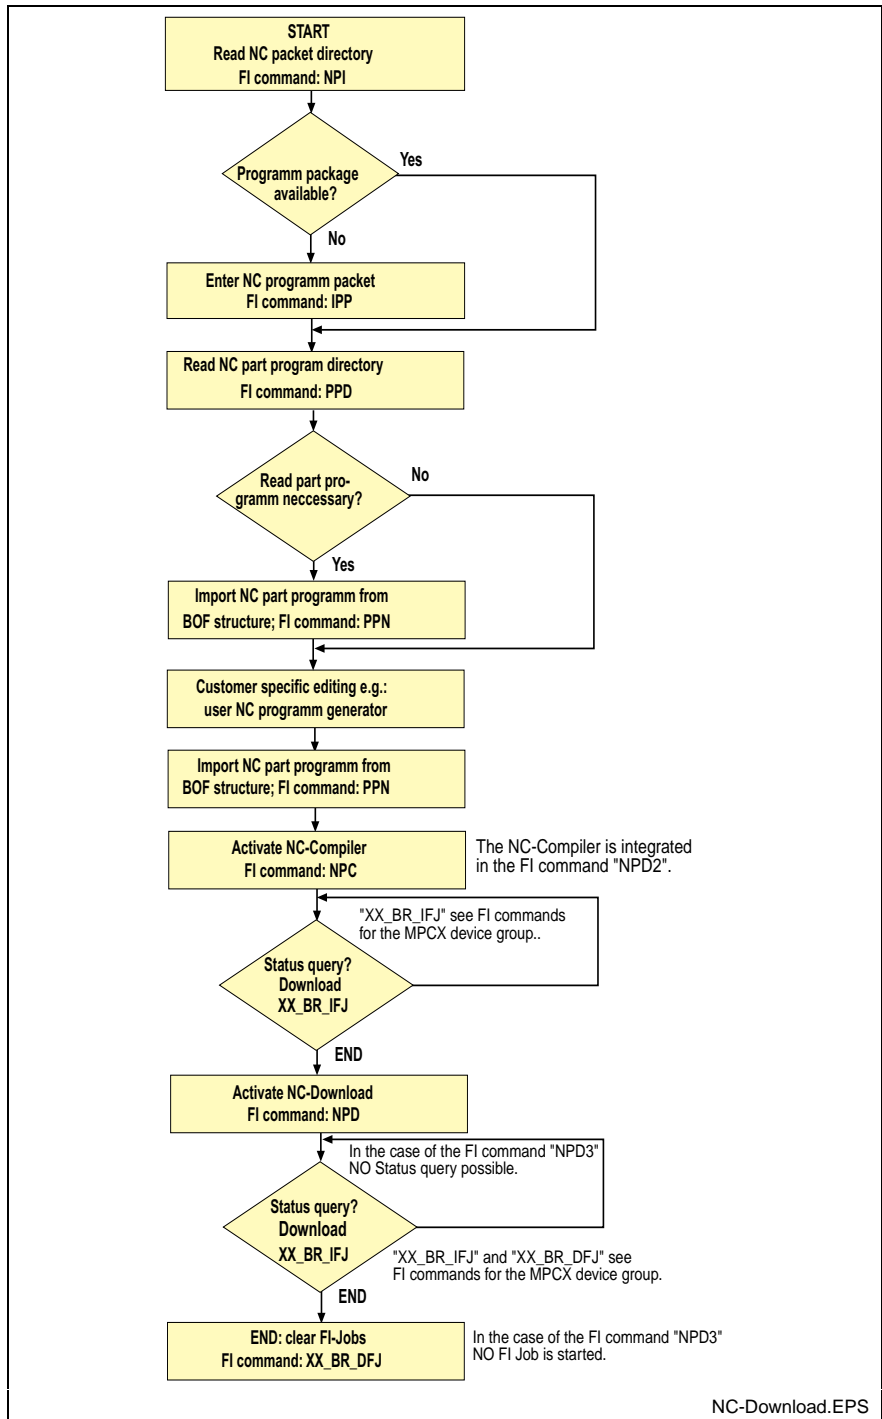 START
Read NC packet directory
FI command: NPI
Yes
Programm package
available?
No
Enter NC programm packet
FI command: IPP
Read NC part program directory
FI command: PPD
No
Read part pro-
gramm neccessary?
Yes
Import NC part programm from
BOF structure; FI command: PPN
Customer specific editing e.g.:
user NC programm generator
Import NC part programm from
BOF structure; FI command: PPN
Activate NC-Compiler
FI command: NPC
The NC-Compiler is integrated
in the FI command "NPD2".
"XX_BR_IFJ" see FI commands
for the MPCX device group..
Status query?
Download
XX_BR_IFJ
END
Activate NC-Download
FI command: NPD
In the case of the FI command "NPD3"
NO Status query possible.
Status query?
Download
XX_BR_IFJ
"XX_BR_IFJ" and "XX_BR_DFJ" see
FI commands for the MPCX device group.
END
END: clear FI-Jobs
FI command: XX_BR_DFJ
In the case of the FI command "NPD3"
NO FI Job is started.
NC-Download.EPS